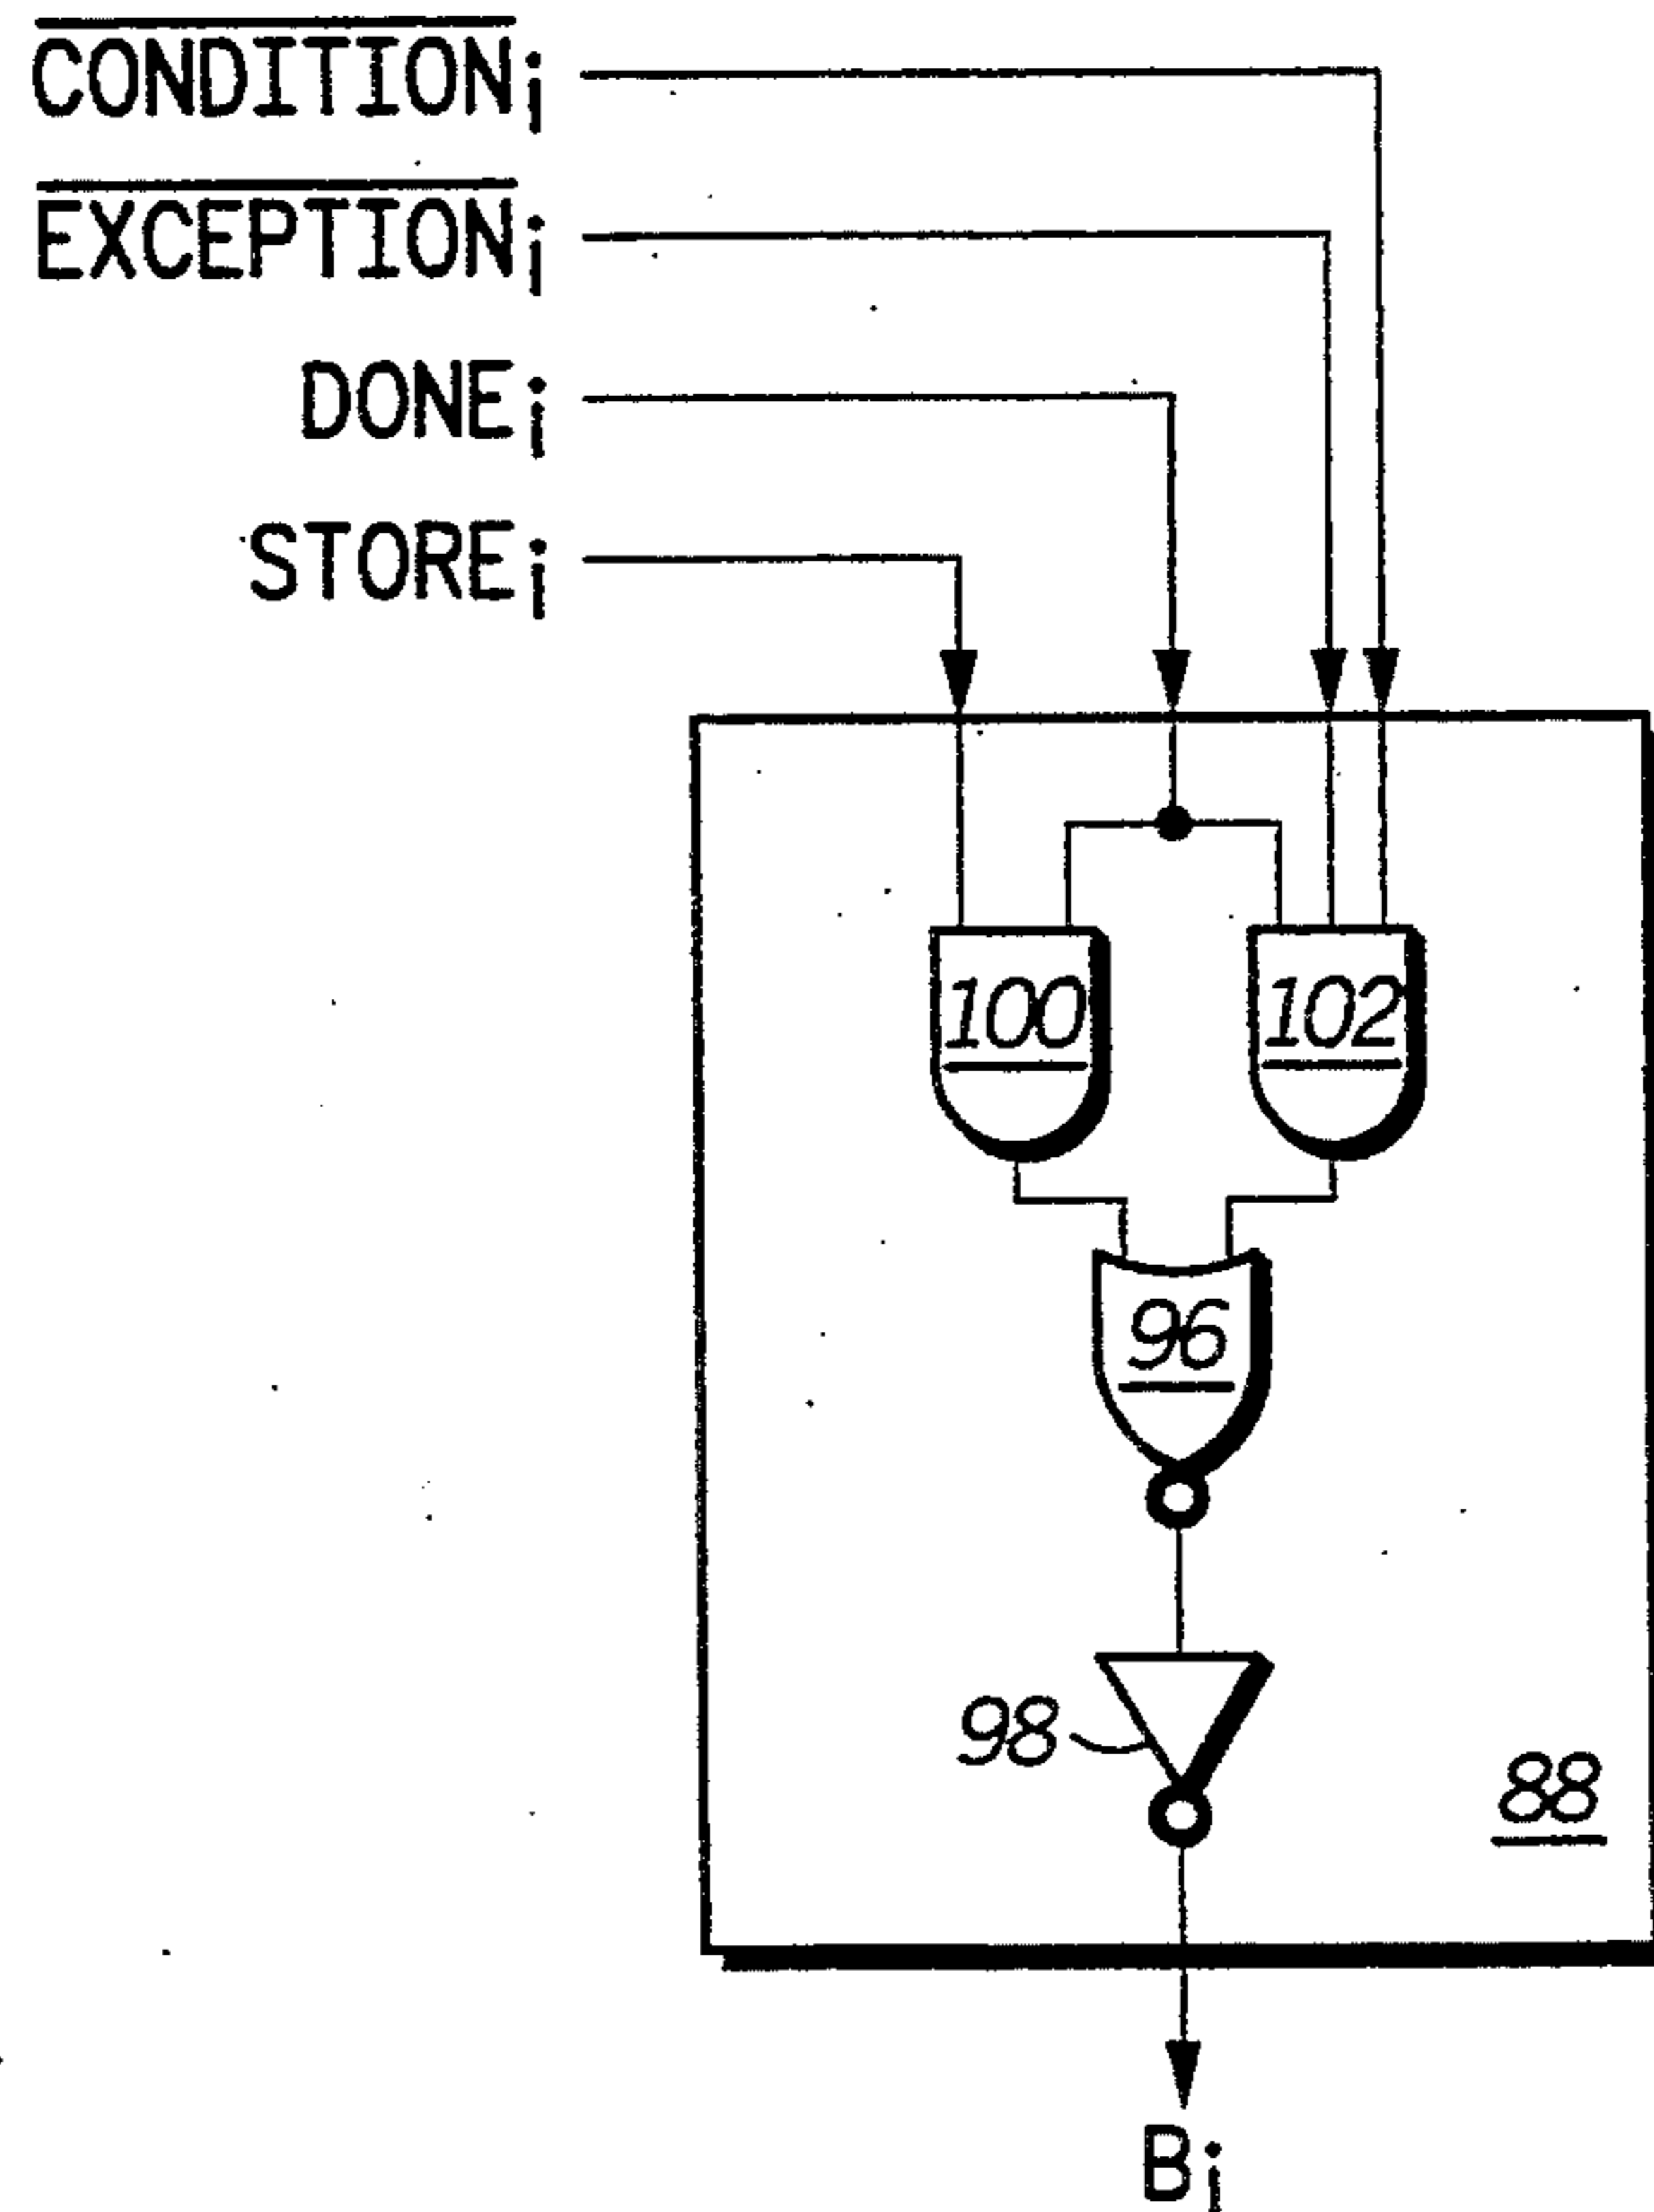 CONDITIONi
EXCEPTIONi
DONEi
STOREi
100
102
96
98
88
Bi